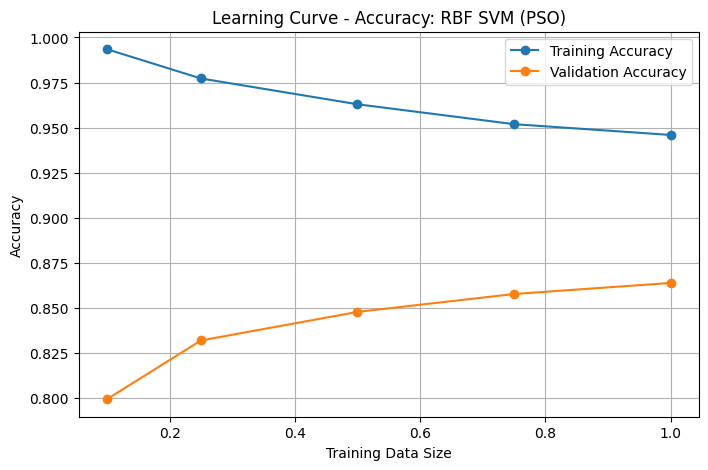 Learning Curve - Accuracy: RBF SVM (PSO)
Training Accuracy
Validation Accuracy
1.000
0.975
0.950
0.925
0.900
0.875
0.850
0.825
0.800
Accuracy
0.2 0.4 0.6 0.8 1.0
Training Data Size